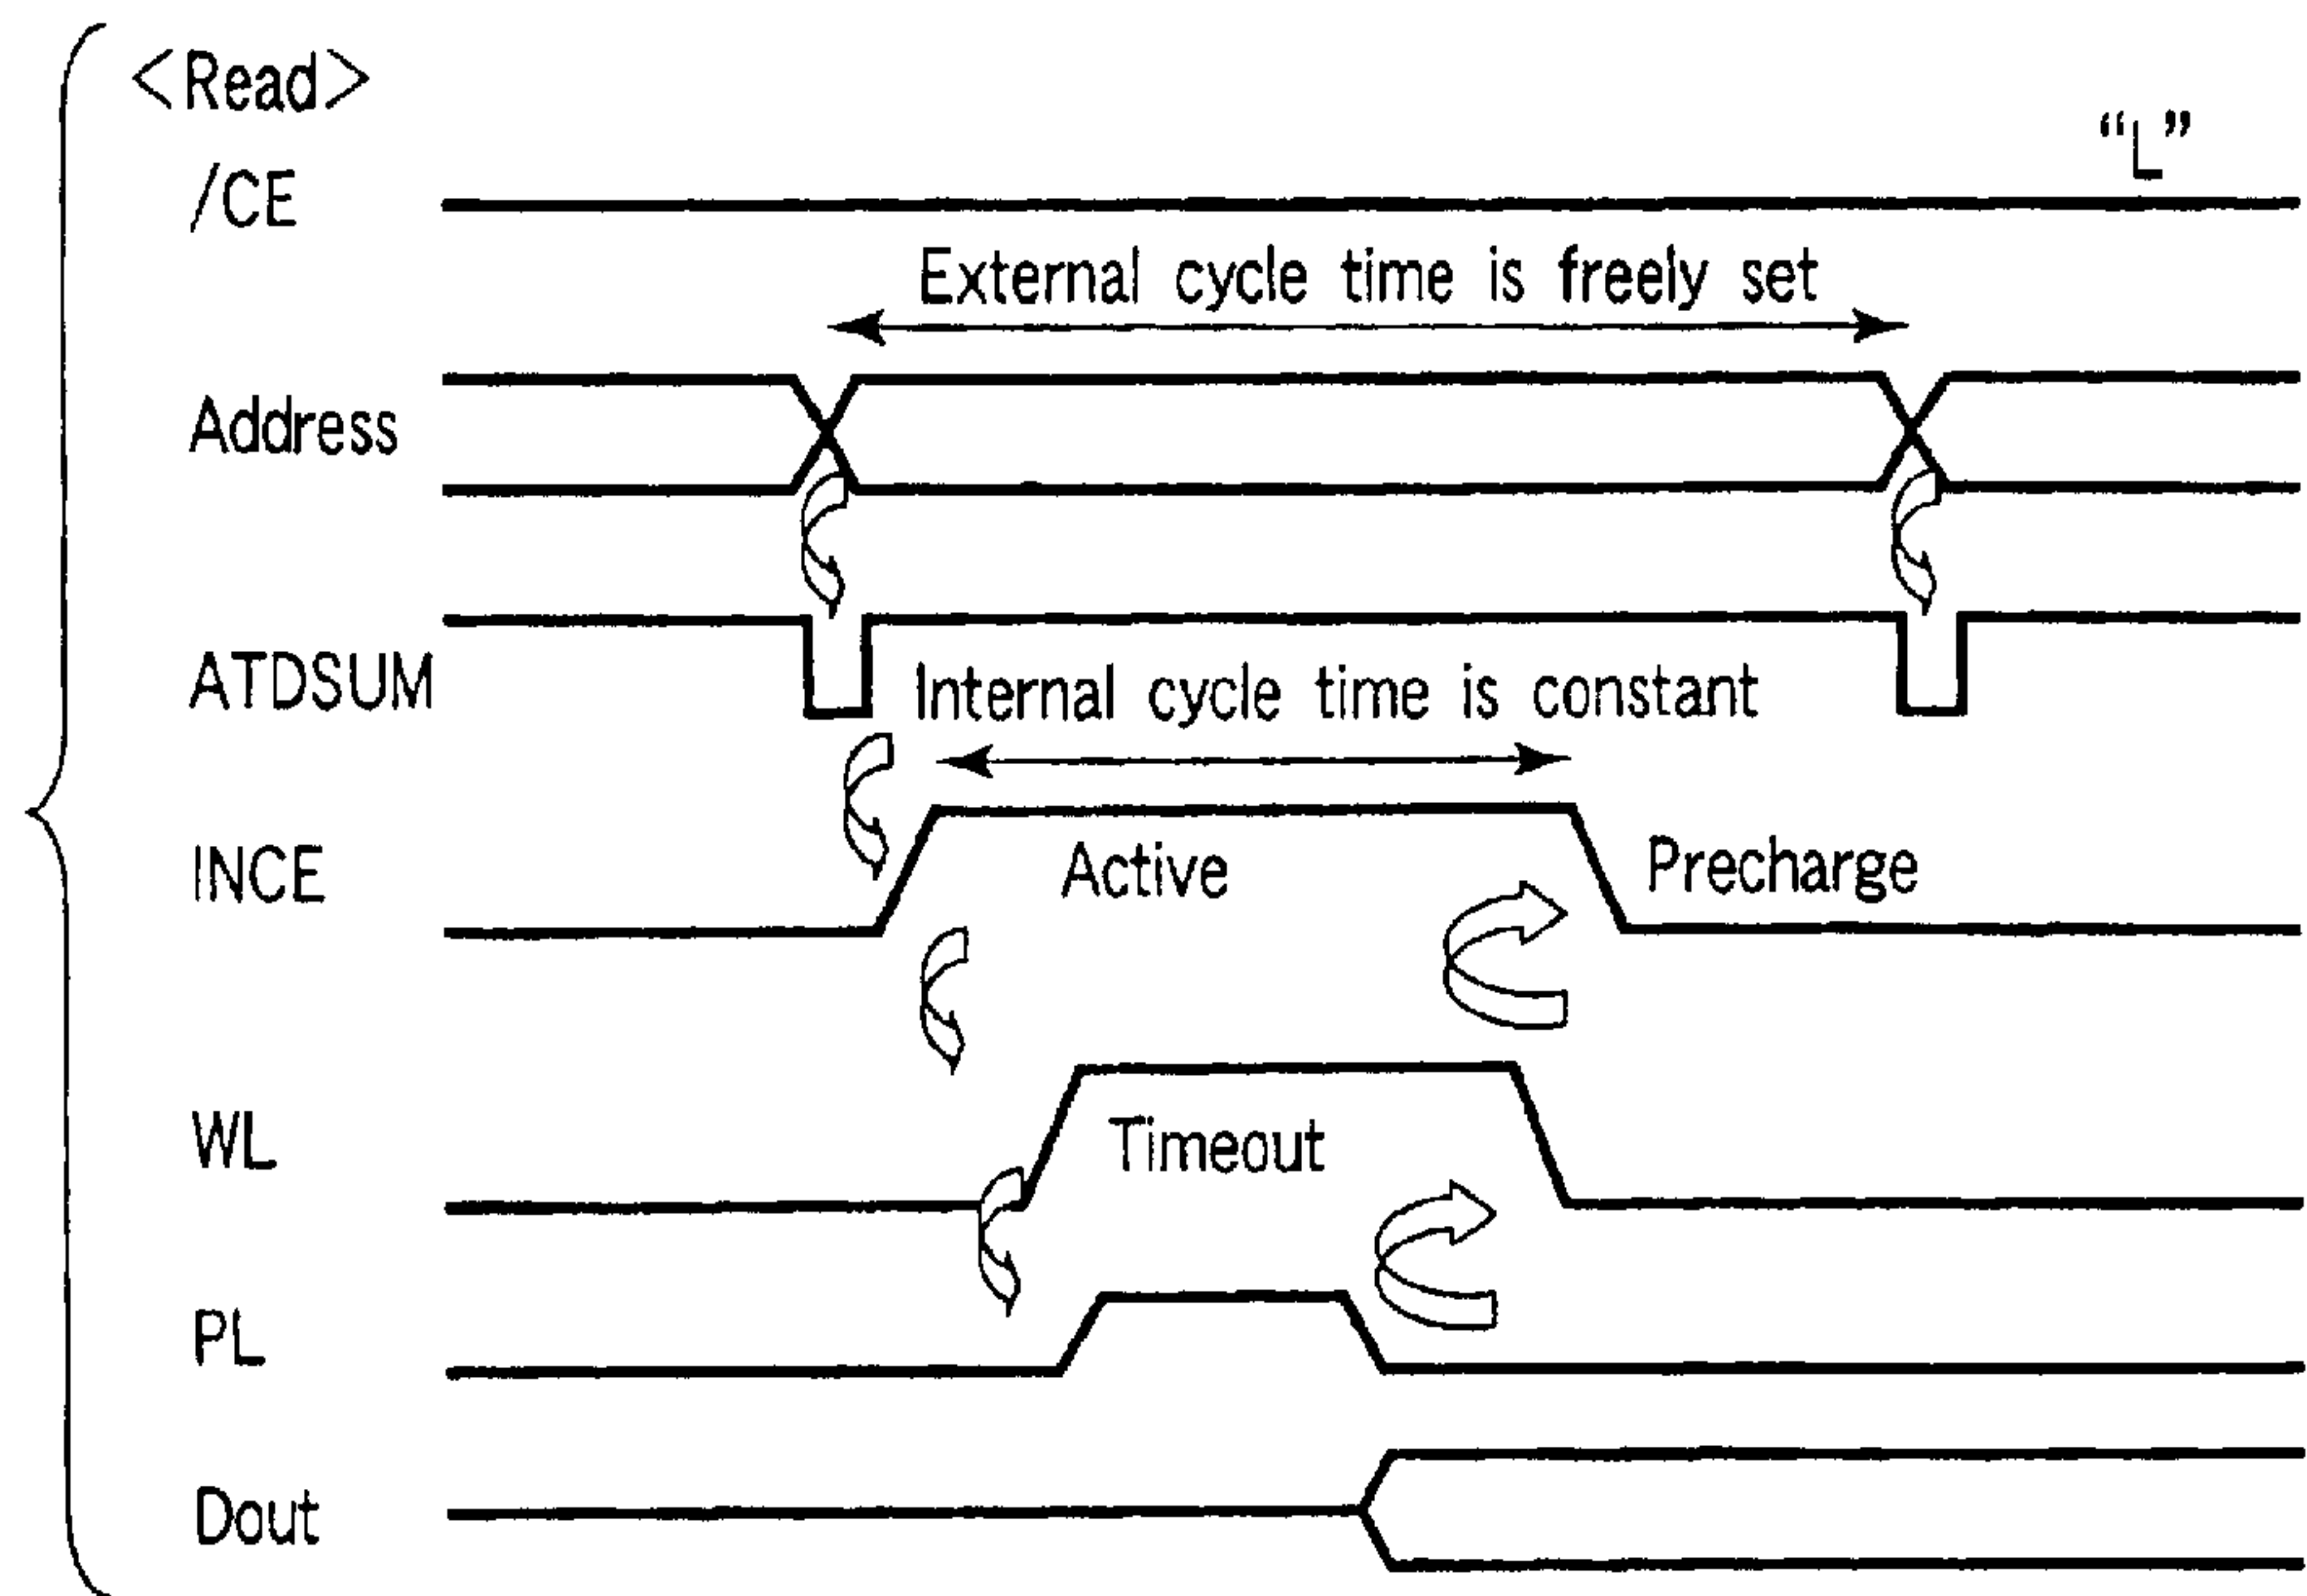 <Read>
“L”
/CE
External cycle time is freely set
Address
ATDSUM
Internal cycle time is constant
INCE
Active
Precharge
WL
Timeout
PL
Dout